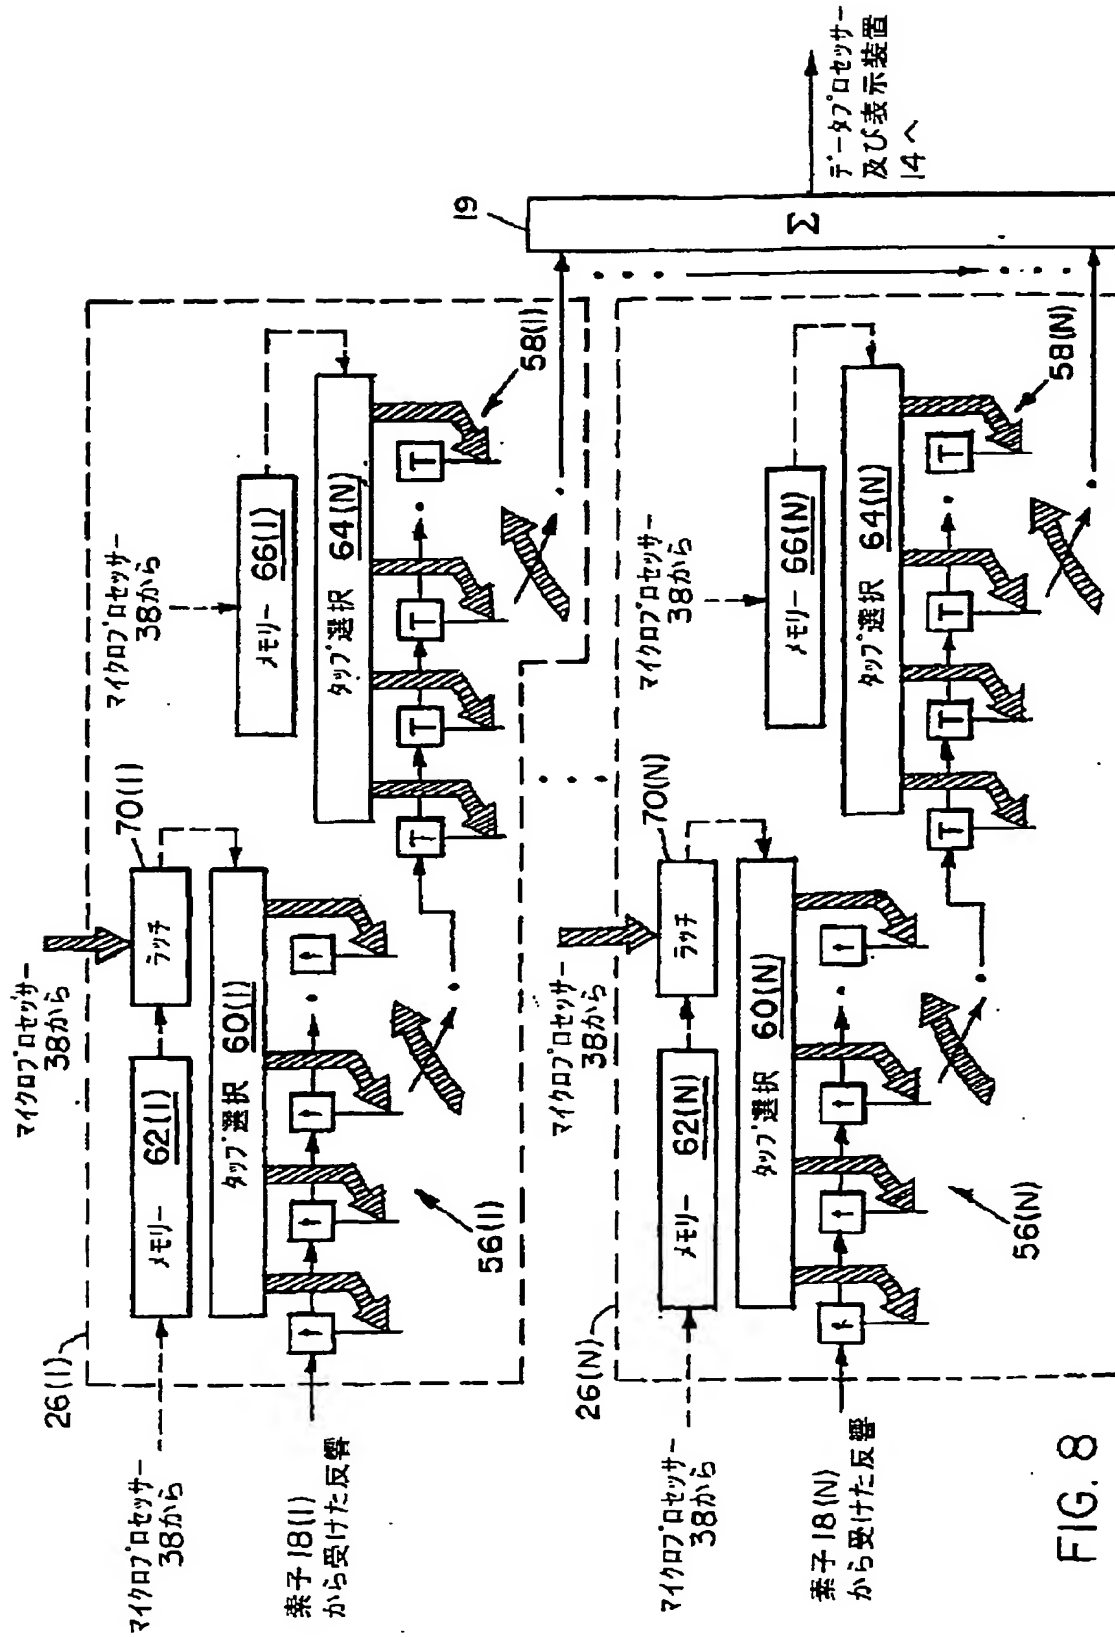 26(1)
マイクロプロセッサー
38から
素子18(1)
から受けた反響
メモリー 62(1)
マイクロプロセッサー
38から
ラッチ
70(1)
タップ選択 60(1)
t
t
t
t
56(1)
マイクロプロセッサー
38から
メモリー 66(1)
タップ選択 64(N)
T
T
T
T
58(1)
19
Σ
データプロセッサー
及び表示装置
14へ
26(N)
マイクロプロセッサー
38から
素子18(N)
から受けた反響
メモリー 62(N)
マイクロプロセッサー
38から
ラッチ
70(N)
タップ選択 60(N)
t
t
t
t
56(N)
マイクロプロセッサー
38から
メモリー 66(N)
タップ選択 64(N)
T
T
T
T
58(N)
FIG. 8